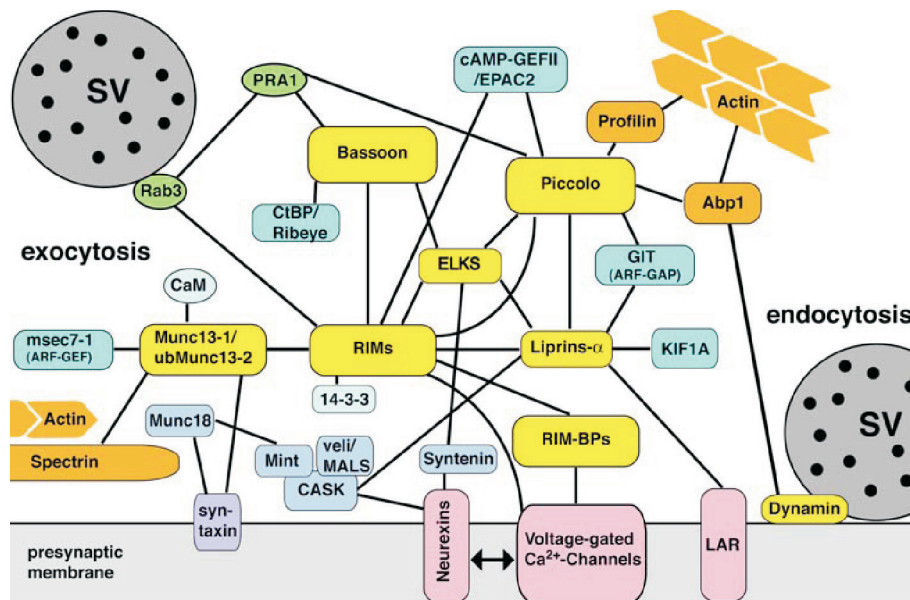 SV
PRA1
cAMP-GEFII
/EPAC2
Actin
Profilin
Bassoon
Piccolo
Rab3
Abp1
CtBP/
Ribeye
exocytosis
ELKS
GIT
(ARF-GAP)
CaM
endocytosis
msec7-1
(ARF-GEF)
Munc13-1/
ubMunc13-2
RIMs
Liprins-α
KIF1A
14-3-3
Actin
Munc18
veli/
MALS
Mint
CASK
Syntenin
RIM-BPs
SV
Spectrin
syn-
taxin
Neurexins
Voltage-gated
Ca²⁺-Channels
LAR
Dynamin
presynaptic
membrane